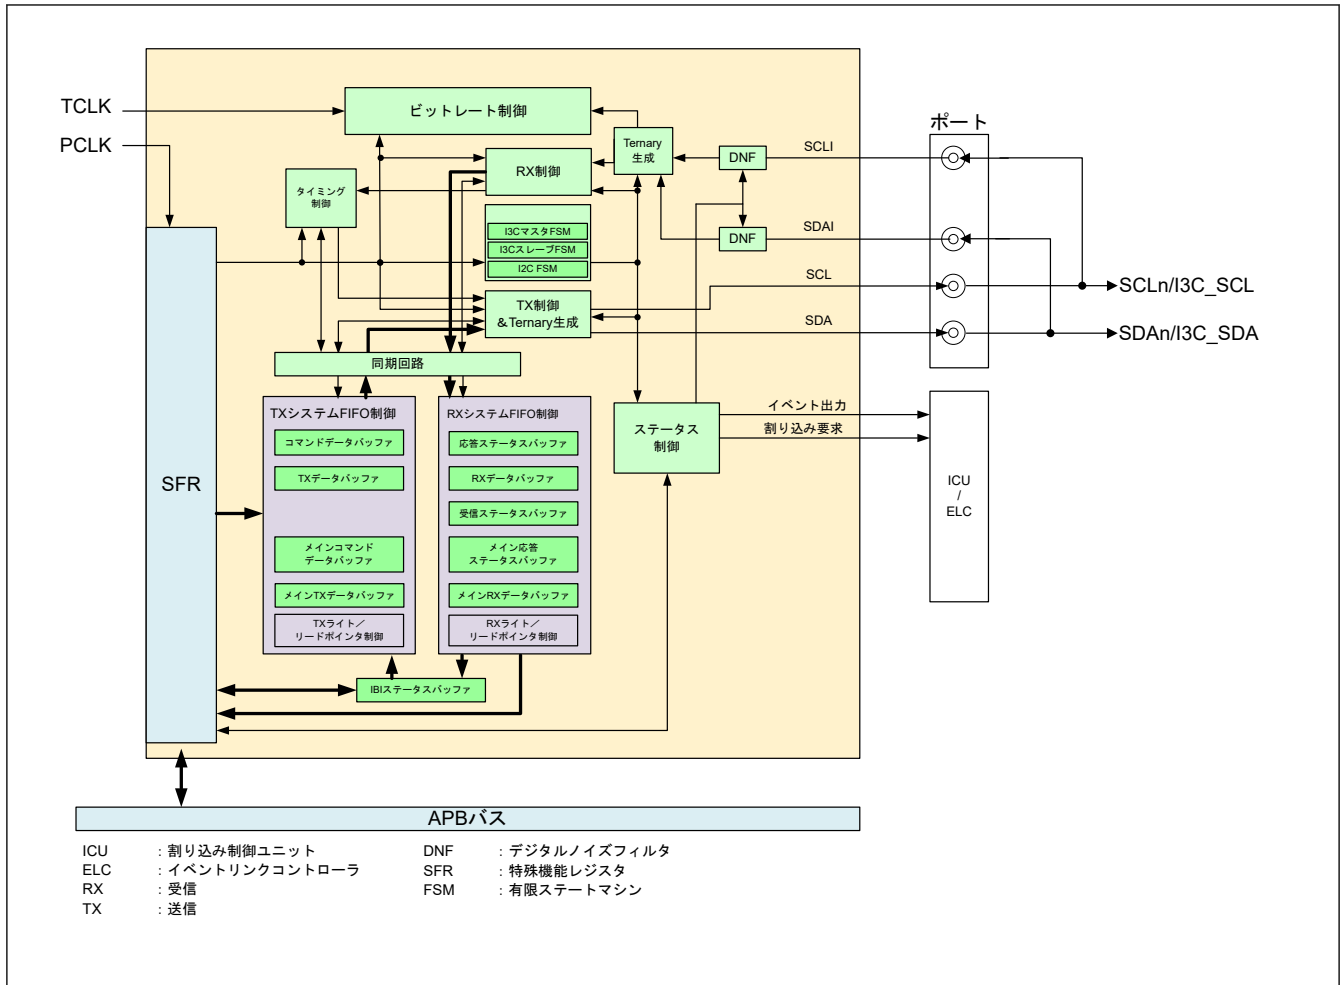 TCLK
PCLK
ビットレート制御
Ternary
生成
RX制御
タイミング
制御
I3CマスタFSM
I3CスレーブFSM
I2C FSM
TX制御
&Ternary生成
同期回路
DNF
DNF
SCLI
SDAI
SCL
SDA
ポート
SCLn/I3C_SCL
SDAn/I3C_SDA
SFR
TXシステムFIFO制御
コマンドデータバッファ
TXデータバッファ
メインコマンド
データバッファ
メインTXデータバッファ
TXライト／
リードポインタ制御
RXシステムFIFO制御
応答ステータスバッファ
RXデータバッファ
受信ステータスバッファ
メイン応答
ステータスバッファ
メインRXデータバッファ
RXライト／
リードポインタ制御
IBIステータスバッファ
ステータス
制御
イベント出力
割り込み要求
ICU
/
ELC
APBバス
ICU ：割り込み制御ユニット
ELC ：イベントリンクコントローラ
RX ：受信
TX ：送信
DNF ：デジタルノイズフィルタ
SFR ：特殊機能レジスタ
FSM ：有限ステートマシン